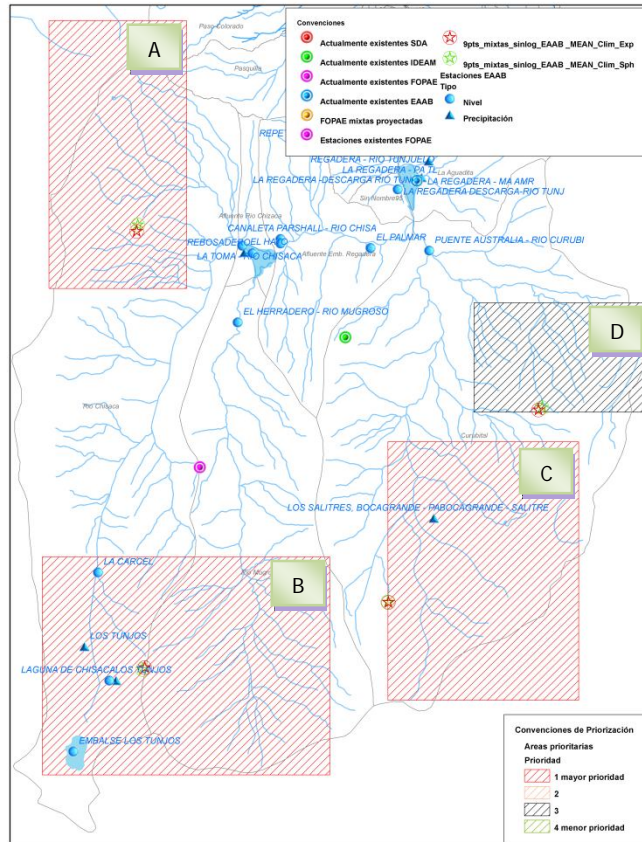 A
Paso Colorado
Pasquilla
Convenciones
Actualmente existentes SDA
Actualmente existentes IDEAM
Actualmente existentes FOPAE
Actualmente existentes EAAB
FOPAE mixtas proyectadas
Estaciones existentes FOPAE
9pts_mixtas_sinlog_EAAB _MEAN_Clim_Exp
9pts_mixtas_sinlog_EAAB _MEAN_Clim_Sph
Estaciones EAAB
Tipo
Nivel
Precipitación
REGADERA - RIO TUNJUEL
LA REGADERA - PA TE
La Aguadita
LA REGADERA -DESCARGA RIO TUNJ
LA REGADERA - MA AMR
LA REGADERA DESCARGA-RIO TUNJ
Sin Nombre
Afluente Rio Chizaca
CANALETA PARSHALL - RIO CHISA
REBOSADERO
EL HATO
EL PALMAR
PUENTE AUSTRALIA - RIO CURUBI
LA TOMA - RIO CHISACA
Afluente Emb. Regadera
EL HERRADERO - RIO MUGROSO
D
Rio Chisaca
Curubital
C
LOS SALITRES, BOCAGRANDE - PABOCAGRANDE - SALITRE
LA CARCEL
B
LOS TUNJOS
LAGUNA DE CHISACALOS TUNJOS
EMBALSE LOS TUNJOS
Convenciones de Priorización
Areas prioritarias
Prioridad
1 mayor prioridad
2
3
4 menor prioridad